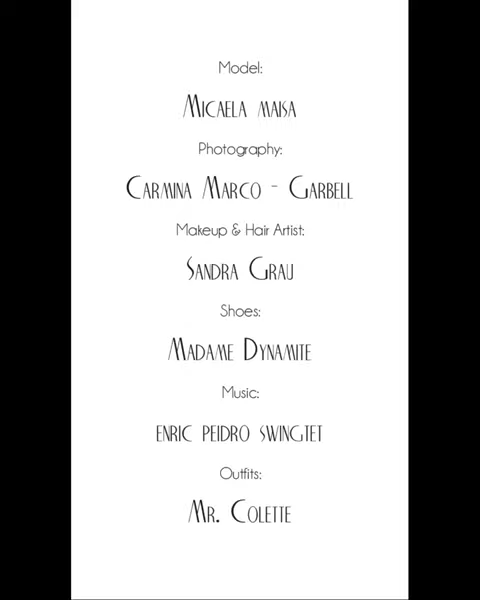 Model:
MICAELA MAISA
Photography:
CARMINA MARCO - GARBELL
Makeup & Hair Artist:
SANDRA GRAU
Shoes:
MADAME DYNAMITE
Music:
ENRIC PEIDRO SWINGTET
Outfits:
MR. COLETTE